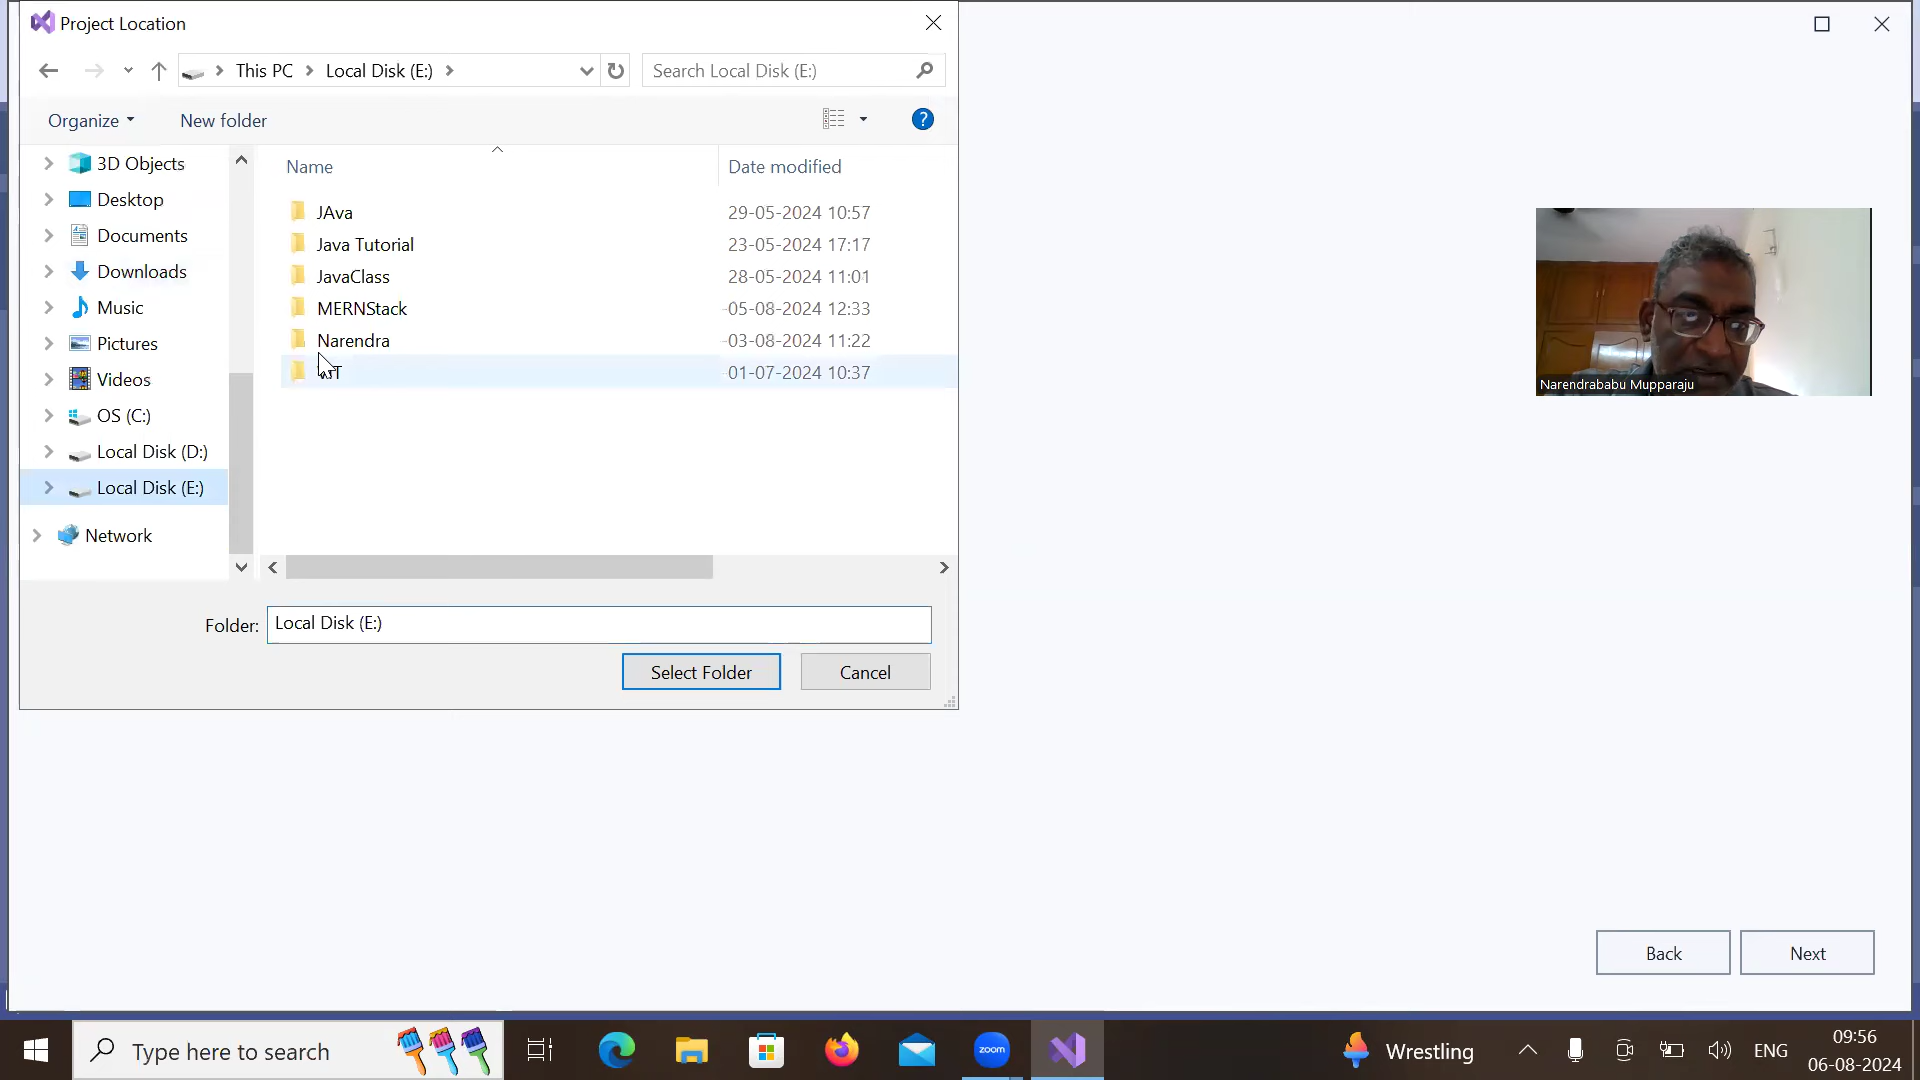 Project Location
This PC
Local Disk (E:)
Search Local Disk (E:)
Organize
New folder
?
Name
Date modified
3D Objects
Desktop
Documents
Downloads
Music
Pictures
Videos
OS (C:)
Local Disk (D:)
Local Disk (E:)
Network
JAva 29-05-2024 10:57
Java Tutorial 23-05-2024 17:17
JavaClass 28-05-2024 11:01
MERNStack -05-08-2024 12:33
Narendra -03-08-2024 11:22
-01-07-2024 10:37
Folder: Local Disk (E:)
Select Folder
Cancel
Narendrababu Mupparaju
Back
Next
Type here to search
zoom
Wrestling
ENG
09:56
06-08-2024